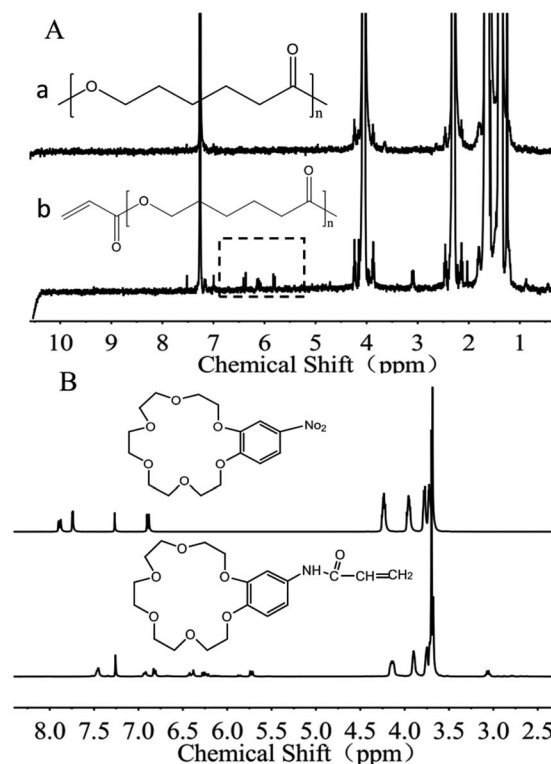 A
a
O
O
n
b
O
O
O
n
10 9 8 7 6 5 4 3 2 1
Chemical Shift（ppm）
B
O
O
O
O
O
O
No2
O
O
O
O
O
O
NH
O
CH
CH2
8.0 7.5 7.0 6.5 6.0 5.5 5.0 4.5 4.0 3.5 3.0 2.5
Chemical Shift（ppm）